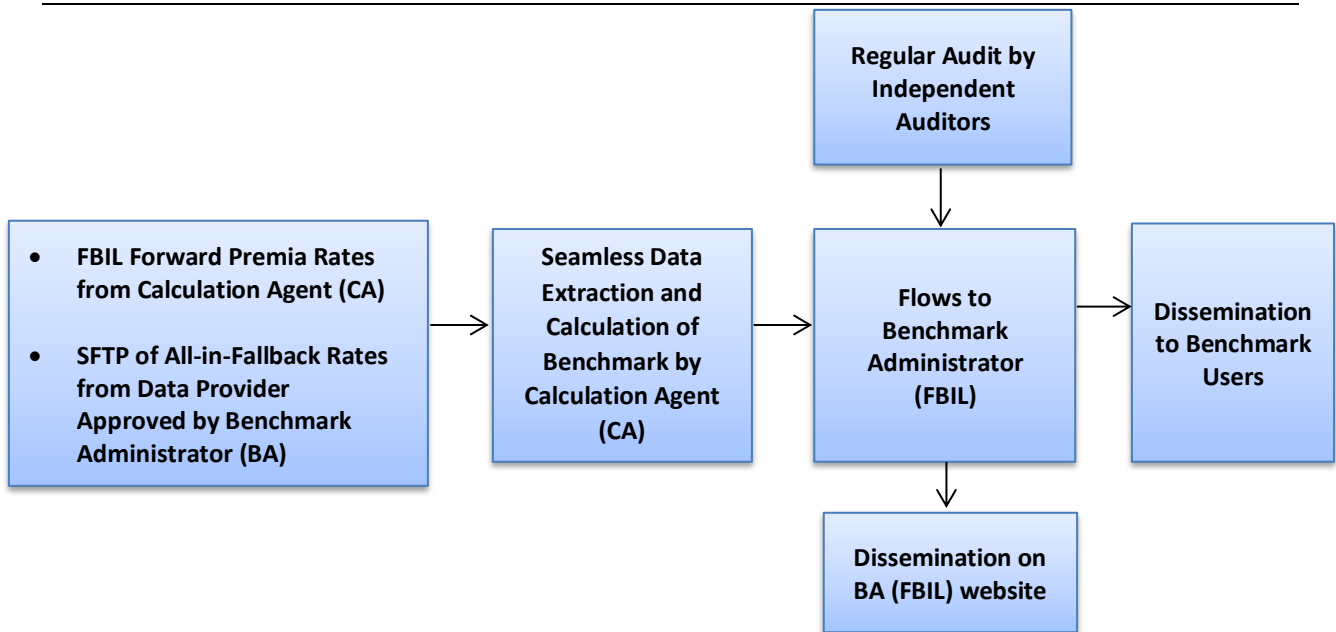 Regular Audit by
Independent
Auditors
• FBIL Forward Premia Rates
from Calculation Agent (CA)
• SFTP of All-in-Fallback Rates
from Data Provider
Approved by Benchmark
Administrator (BA)
Seamless Data
Extraction and
Calculation of
Benchmark by
Calculation Agent
(CA)
Flows to
Benchmark
Administrator
(FBIL)
Dissemination
to Benchmark
Users
Dissemination on
BA (FBIL) website